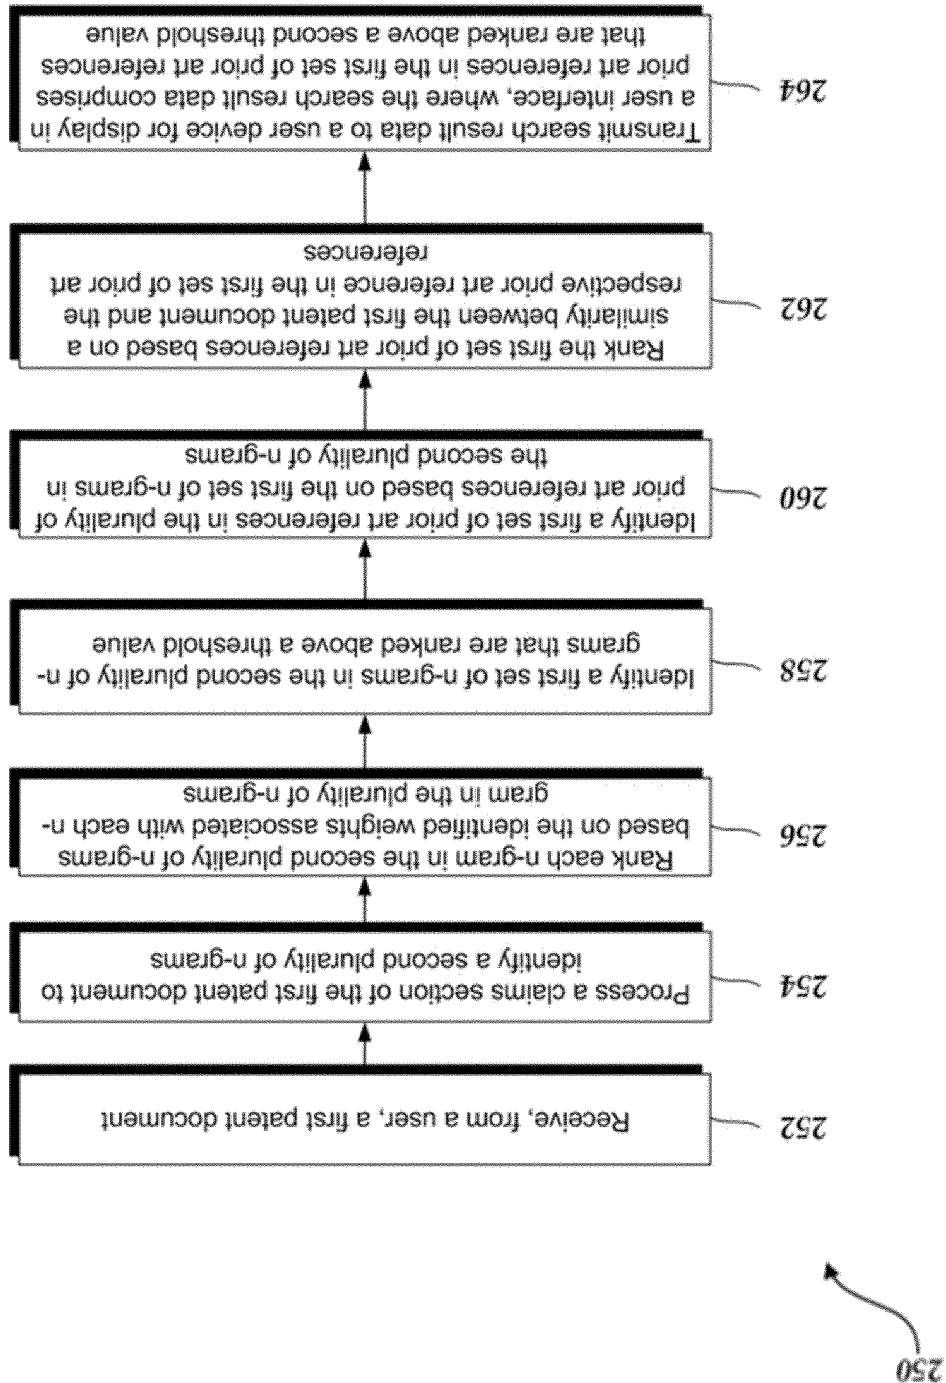 250
252
Receive, from a user, a first patent document
254
Process a claims section of the first patent document to
identify a second plurality of n-grams
256
Rank each n-gram in the second plurality of n-grams
based on the identified weights associated with each n-
gram in the plurality of n-grams
258
Identify a first set of n-grams in the second plurality of n-
grams that are ranked above a threshold value
260
Identify a first set of prior art references in the plurality of
prior art references based on the first set of n-grams in
the second plurality of n-grams
262
Rank the first set of prior art references based on a
similarity between the first patent document and the
respective prior art reference in the first set of prior art
references
264
Transmit search result data to a user device for display in
a user interface, where the search result data comprises
prior art references in the first set of prior art references
that are ranked above a second threshold value